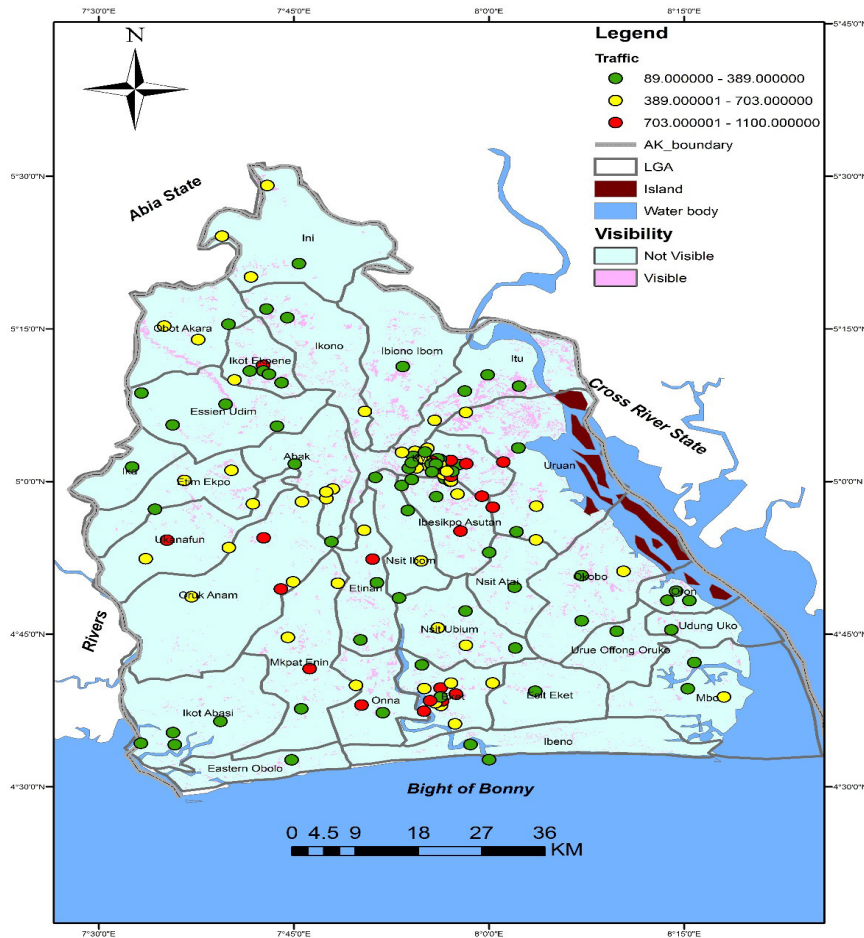 7°30'0"E
7°45'0"E
8°0'0"E
8°15'0"E
5°45'0"N
N
Legend
Traffic
89.000000 - 389.000000
389.000001 - 703.000000
703.000001 - 1100.000000
AK_boundary
LGA
Island
Water body
Visibility
Not Visible
Visible
5°30'0"N
5°30'0"N
Abia State
Ini
5°15'0"N
5°15'0"N
Obot Akara
Ikono
Ibiono Ibom
Itu
Ikot Ekpene
Cross River State
Essien Udim
Abak
Ika
Uruan
Etim Ekpo
5°0'0"N
5°0'0"N
Ibesikpo Asutan
Ukanafun
Nsit Ibom
Nsit Atai
Okobo
Etinan
Oron
Oruk Anam
Rivers
Nsit Ubium
Udung Uko
4°45'0"N
4°45'0"N
Urue Offong Oruko
Mkpat Enin
Onna
Esit Eket
Mbo
Ikot Abasi
Ibeno
Eastern Obolo
4°30'0"N
4°30'0"N
Bight of Bonny
0 4.5 9 18 27 36
KM
7°30'0"E
7°45'0"E
8°0'0"E
8°15'0"E